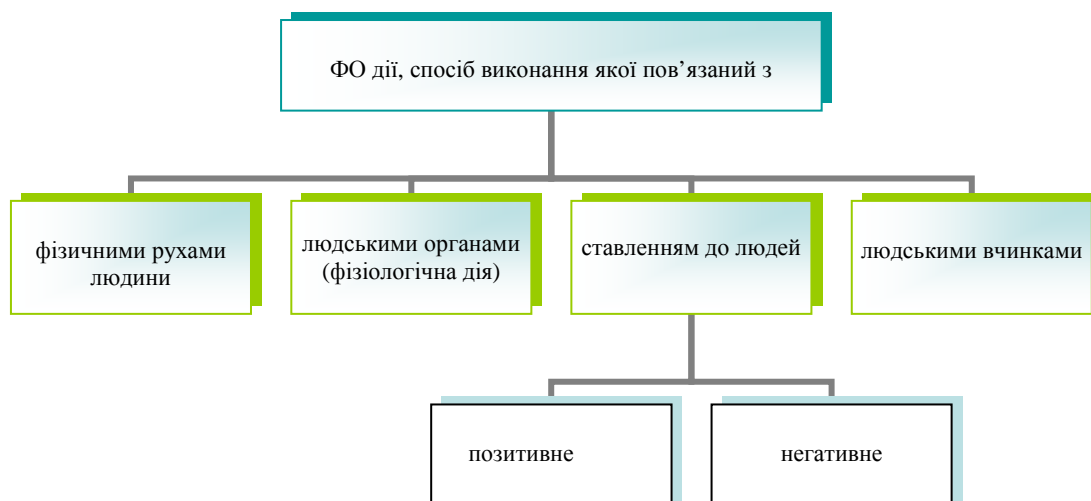 ФО дії, спосіб виконання якої пов’язаний з
фізичними рухами
людини
людськими органами
(фізіологічна дія)
ставленням до людей
людськими вчинками
позитивне
негативне